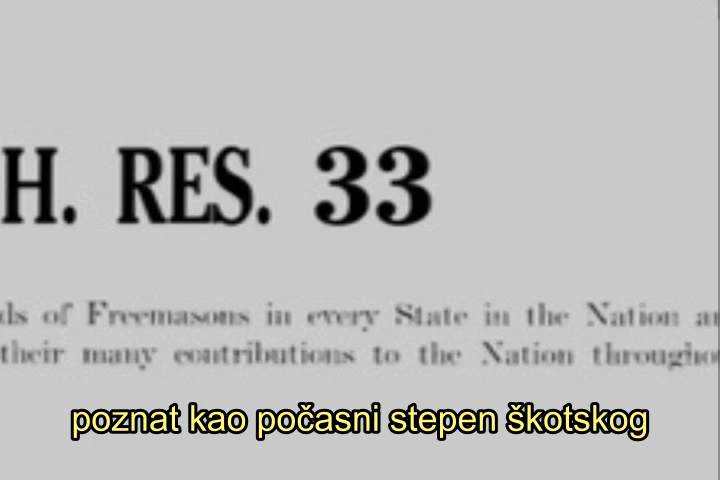 H. RES. 33
ds of Freemasons in every State in the Nation
their many contributions to the Nation
poznat kao počasni stepen škotskog